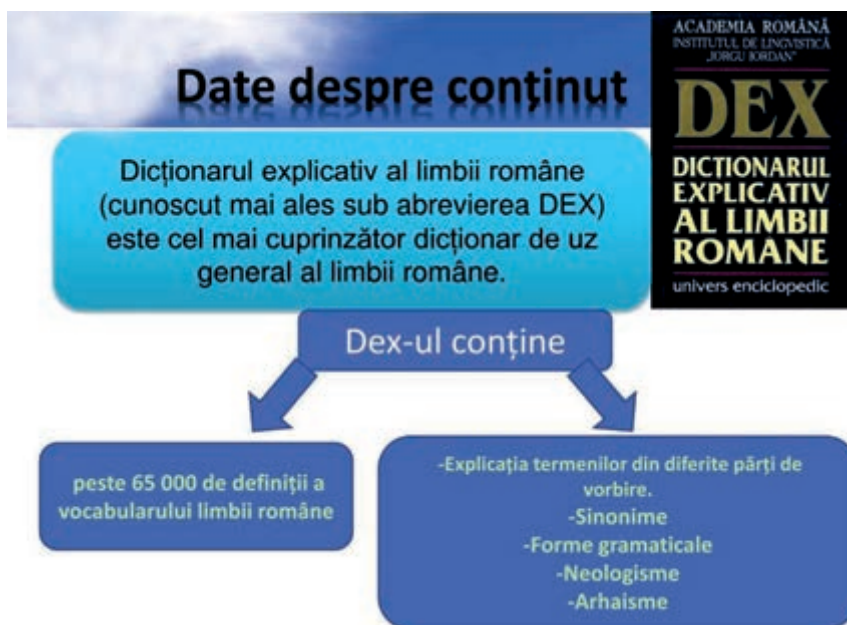 Date despre conținut
ACADEMIA ROMÂNĂ
INSTITUTUL DE LINGVISTICĂ
„IORGU IORDAN”
DEX
DICȚIONARUL
EXPLICATIV
AL LIMBII
ROMÂNE
univers enciclopedic
Dicționarul explicativ al limbii române
(cunoscut mai ales sub abrevierea DEX)
este cel mai cuprinzător dicționar de uz
general al limbii române.
Dex-ul conține
peste 65 000 de definiții a
vocabularului limbii române
-Explicația termenilor din diferite părți de
vorbire.
-Sinonime
-Forme gramaticale
-Neologisme
-Arhaisme